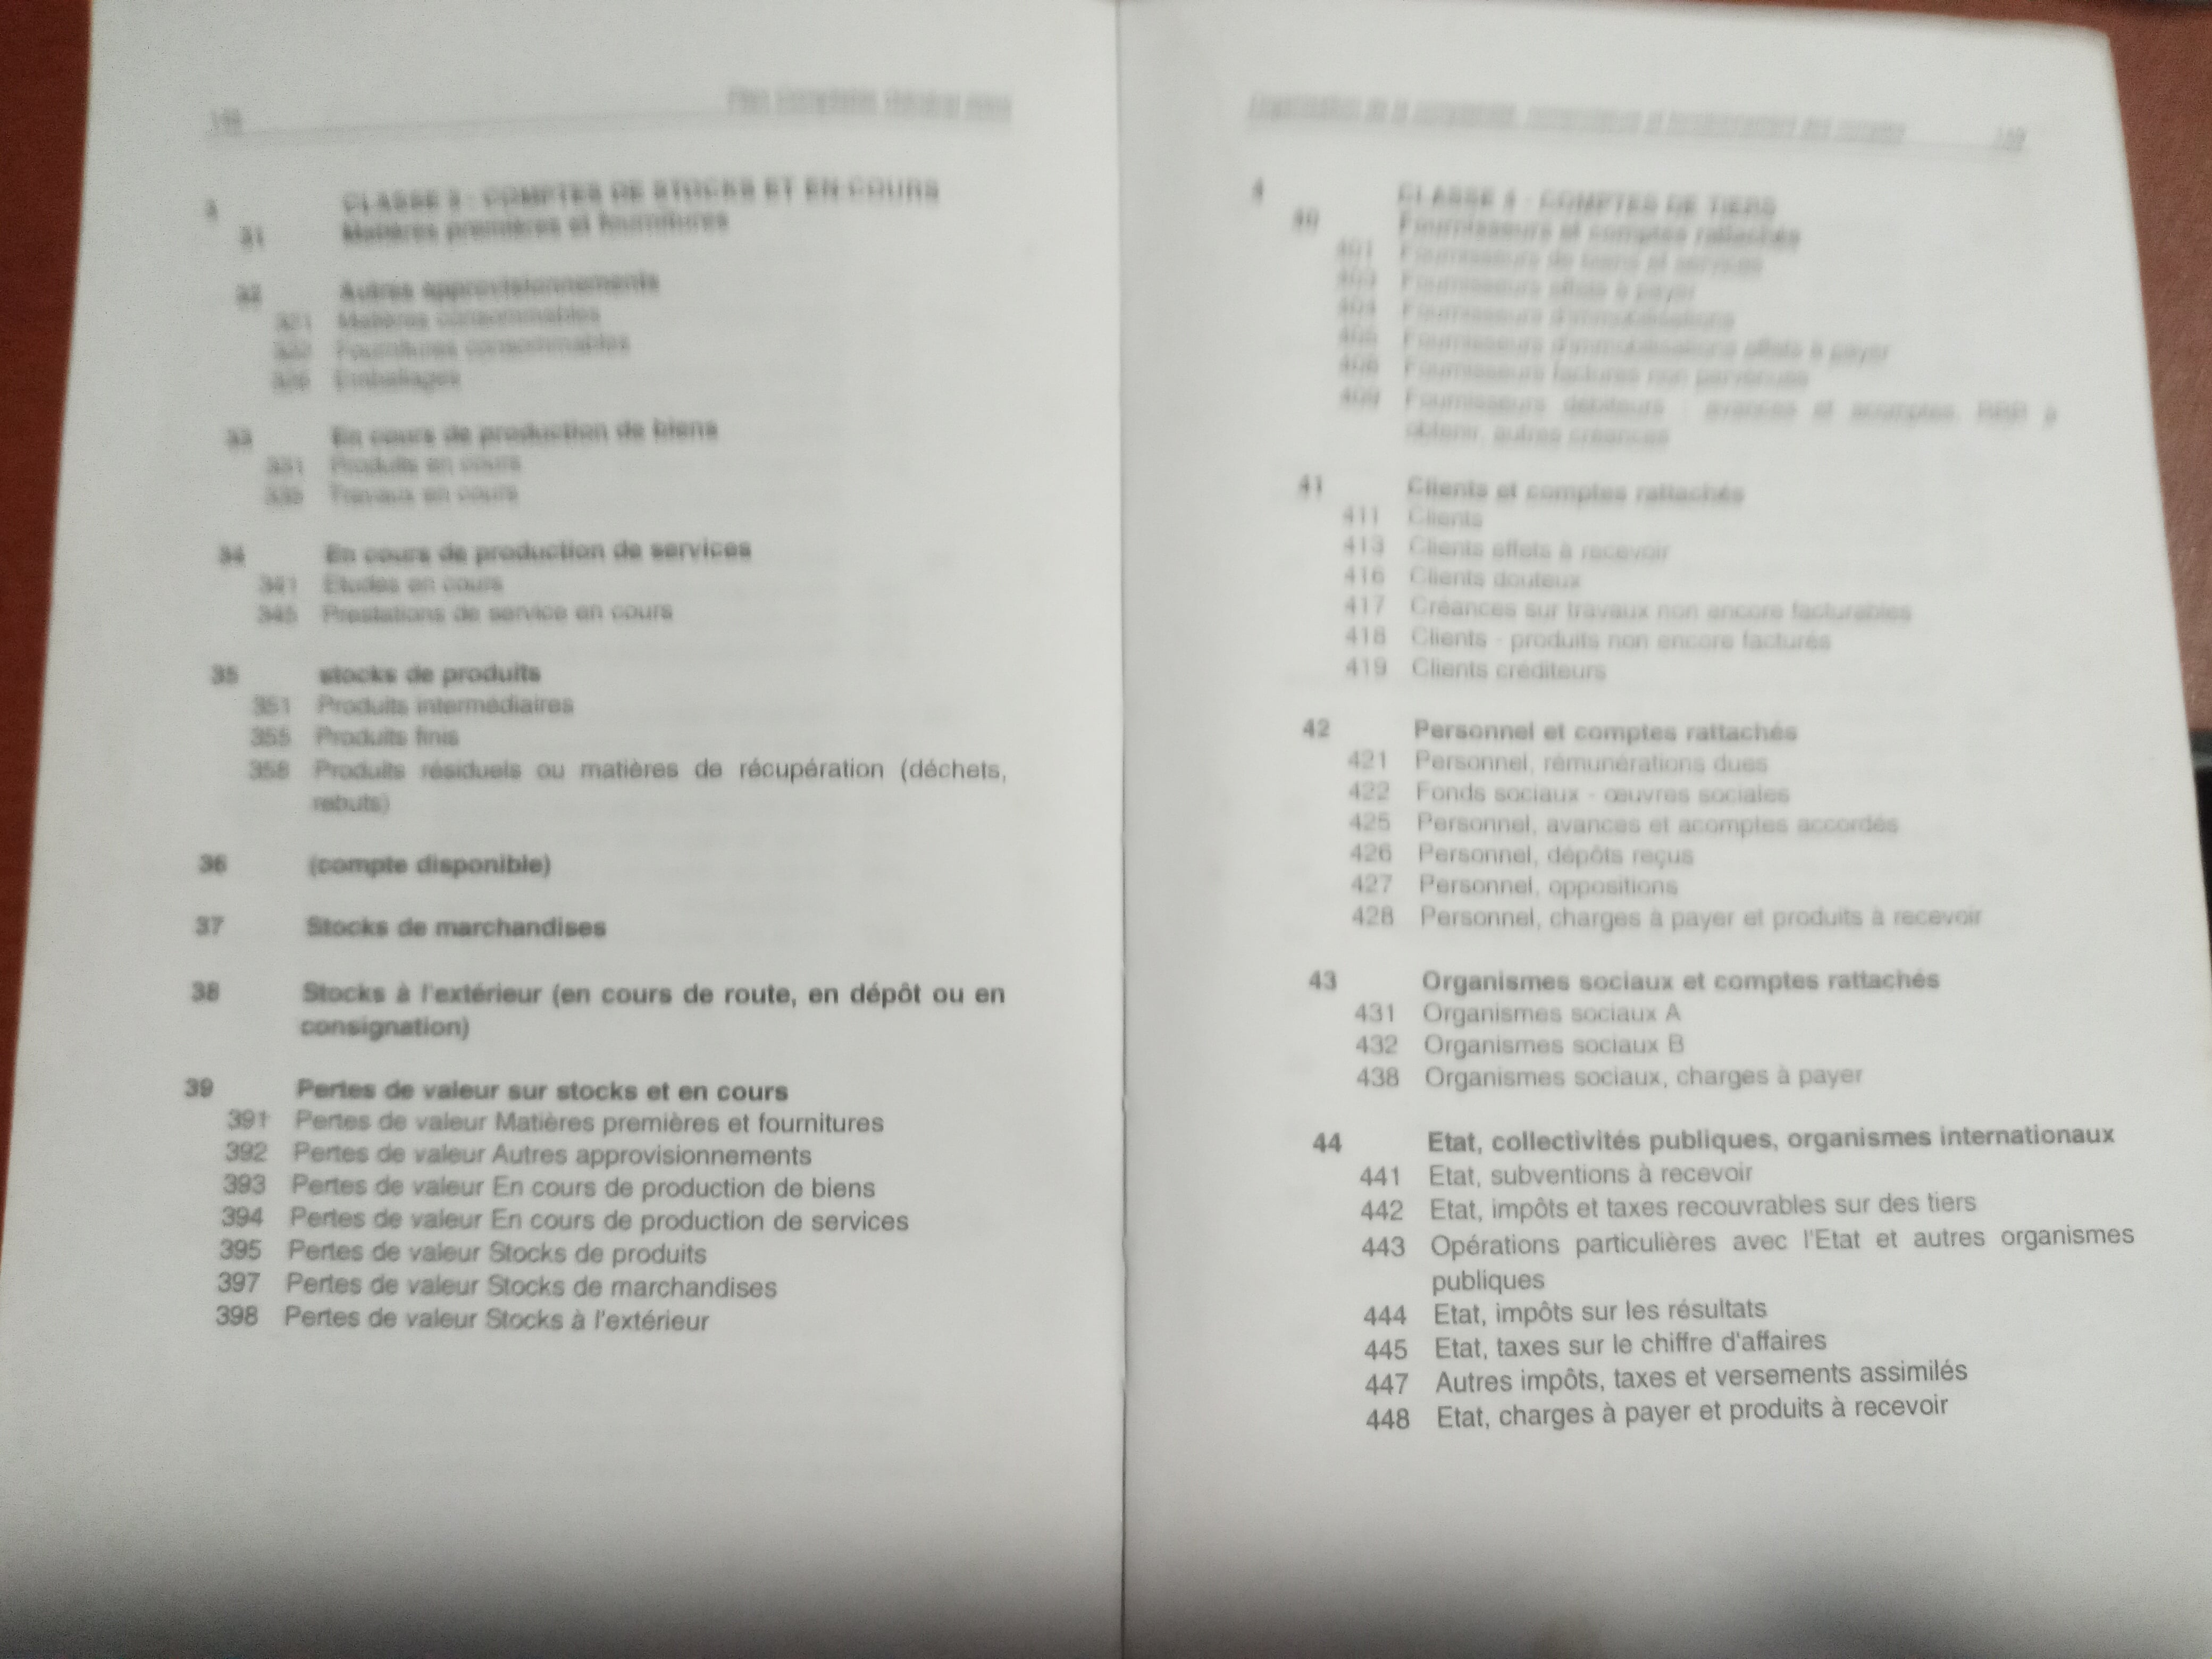 3 CLASSE 3 - COMPTES DE STOCKS ET EN COURS
31 Matières premières et fournitures
32 Autres approvisionnements
321 Matières consommables
322 Fournitures consommables
326 Emballages
33 En cours de production de biens
331 Produits en cours
335 Travaux en cours
34 En cours de production de services
341 Etudes en cours
345 Prestations de service en cours
35 stocks de produits
351 Produits intermédiaires
355 Produits finis
358 Produits résiduels ou matières de récupération (déchets,
rebuts)
36 (compte disponible)
37 Stocks de marchandises
38 Stocks à l'extérieur (en cours de route, en dépôt ou en
consignation)
39 Pertes de valeur sur stocks et en cours
391 Pertes de valeur Matières premières et fournitures
392 Pertes de valeur Autres approvisionnements
393 Pertes de valeur En cours de production de biens
394 Pertes de valeur En cours de production de services
395 Pertes de valeur Stocks de produits
397 Pertes de valeur Stocks de marchandises
398 Pertes de valeur Stocks à l'extérieur
4 CLASSE 4 - COMPTES DE TIERS
40 Fournisseurs et comptes rattachés
401 Fournisseurs de et services
403 Fournisseurs effets à payer
404 Fournisseurs d'immobilisations
405 Fournisseurs d'immobilisations effets à payer
408 Fournisseurs factures non parvenues
409 Fournisseurs débiteurs : avances et acomptes, RRR à
obtenir, autres créances
41 Clients et comptes rattachés
411 Clients
413 Clients effets à recevoir
416 Clients douteux
417 Créances sur travaux non encore facturables
418 Clients - produits non encore facturés
419 Clients créditeurs
42 Personnel et comptes rattachés
421 Personnel, rémunérations dues
422 Fonds sociaux - œuvres sociales
425 Personnel, avances et acomptes accordés
426 Personnel, dépôts reçus
427 Personnel, oppositions
428 Personnel, charges à payer et produits à recevoir
43 Organismes sociaux et comptes rattachés
431 Organismes sociaux A
432 Organismes sociaux B
438 Organismes sociaux, charges à payer
44 Etat, collectivités publiques, organismes internationaux
441 Etat, subventions à recevoir
442 Etat, impôts et taxes recouvrables sur des tiers
443 Opérations particulières avec l'Etat et autres organismes
publiques
444 Etat, impôts sur les résultats
445 Etat, taxes sur le chiffre d'affaires
447 Autres impôts, taxes et versements assimilés
448 Etat, charges à payer et produits à recevoir